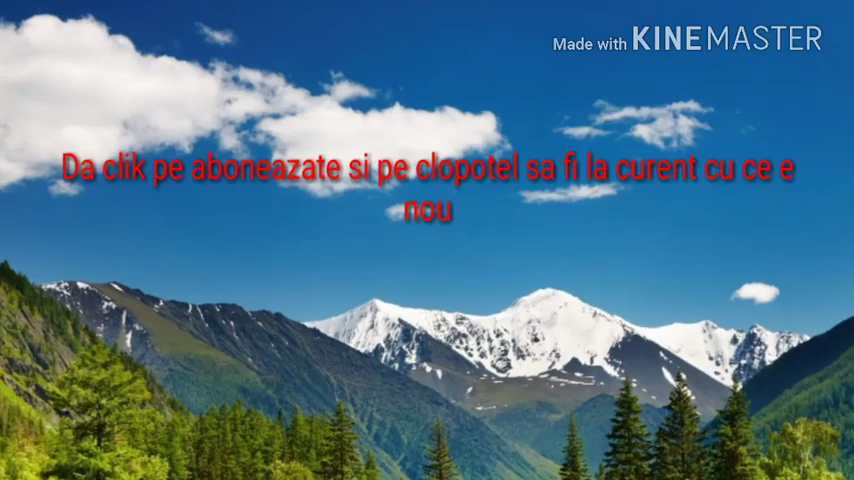 Made with KINEMASTER
Da clik pe aboneazate si pe clopotel sa fi la curent cu ce e
nou